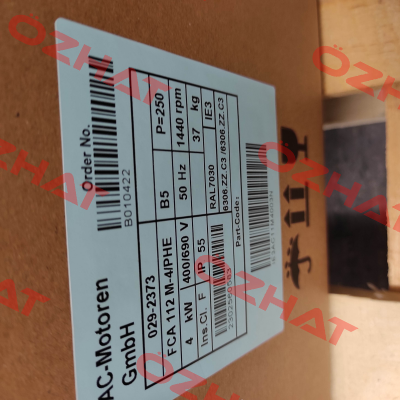 AC-Motoren
GmbH
Order No.
B010422
029-2373
FCA 112 M-4/PHE B5 P=250
4 kW 400/690 V 50 Hz 1440 rpm
Ins.Cl. F IP 55 37 kg
RAL7030 IE3
6306.ZZ.C3 /6306.ZZ.C3
Part-Code:
OZHAT
OZHAT
OZHAT
OZHAT
OZHAT